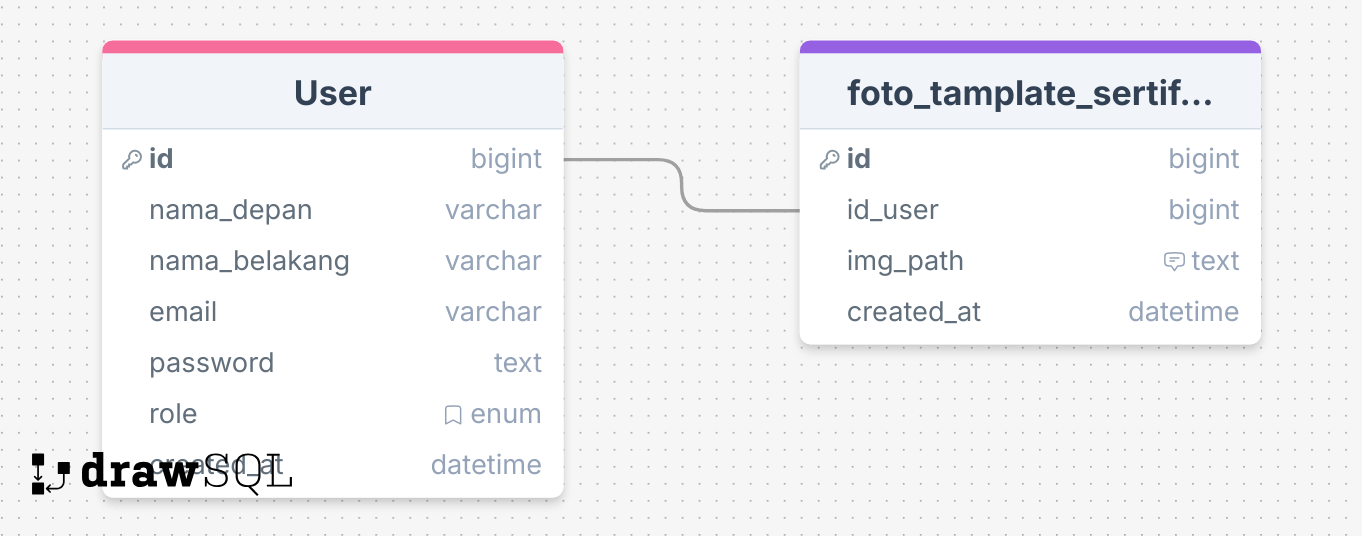 User
id bigint
nama_depan varchar
nama_belakang varchar
email varchar
password text
role enum
created_at datetime
drawSQL
foto_tamplate_sertif...
id bigint
id_user bigint
img_path text
created_at datetime